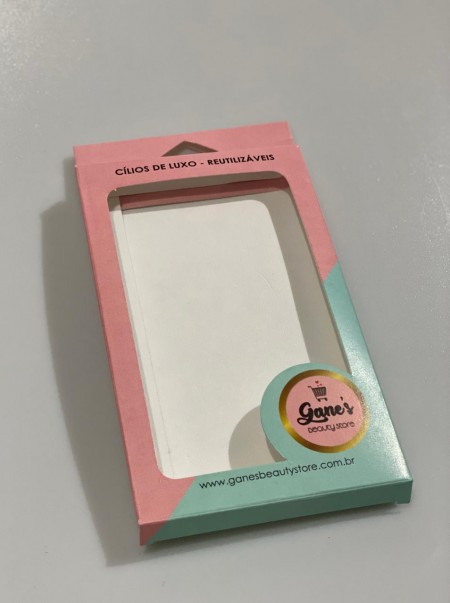 CÍLIOS DE LUXO - REUTILIZÁVEIS
Gane's
beauty store
www.ganesbeautystore.com.br